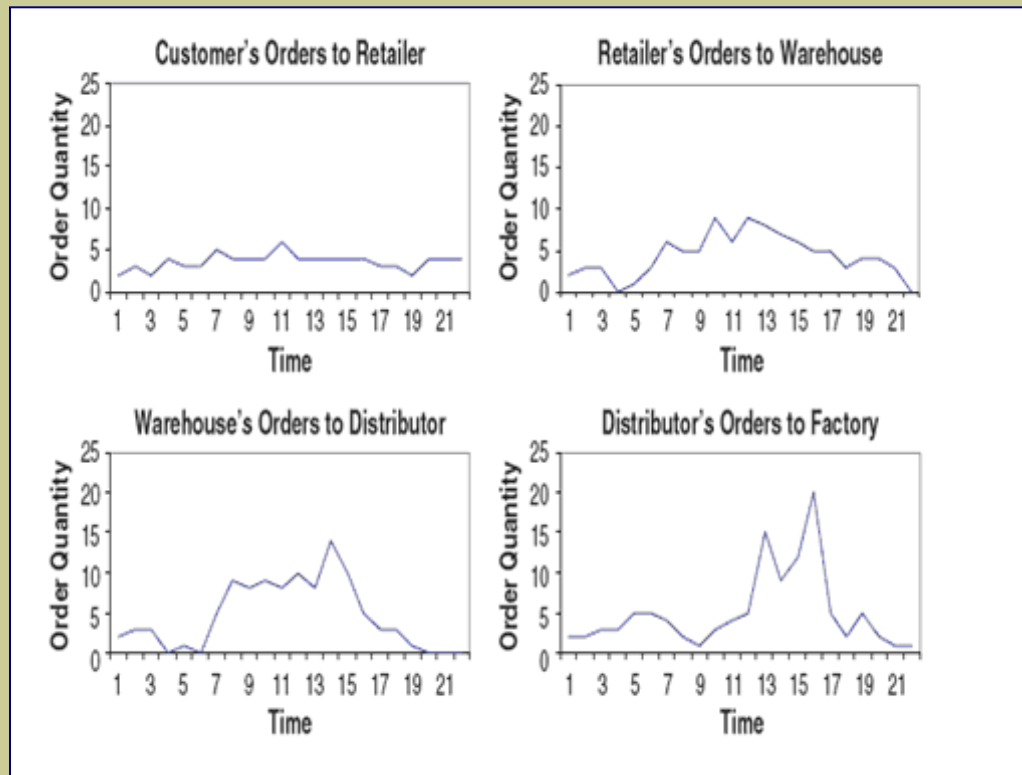 Customer's Orders to Retailer
Order Quantity
25
20
15
10
5
0
1 3 5 7 9 11 13 15 17 19 21
Time
Retailer's Orders to Warehouse
Order Quantity
25
20
15
10
5
0
1 3 5 7 9 11 13 15 17 19 21
Time
Warehouse's Orders to Distributor
Order Quantity
25
20
15
10
5
0
1 3 5 7 9 11 13 15 17 19 21
Time
Distributor's Orders to Factory
Order Quantity
25
20
15
10
5
0
1 3 5 7 9 11 13 15 17 19 21
Time